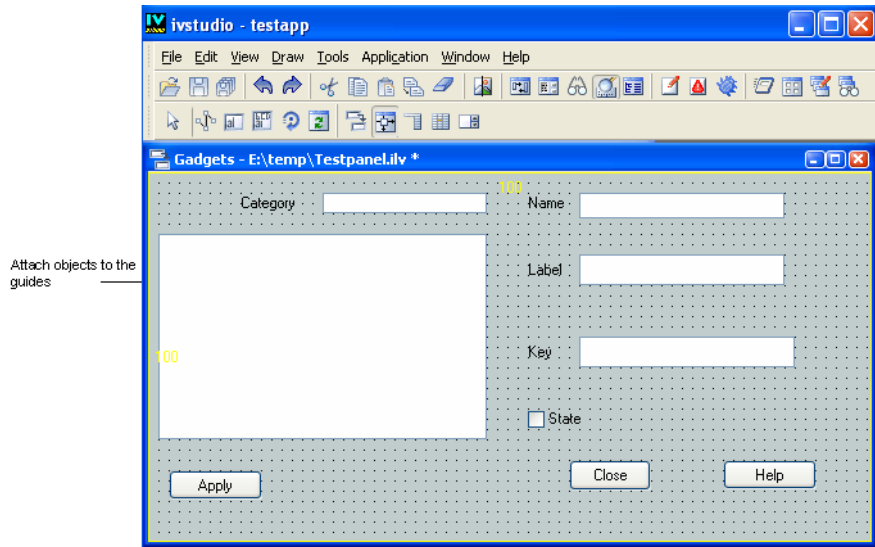 ivstudio - testapp
File Edit View Draw Tools Application Window Help
Gadgets - E:\temp\Testpanel.ilv *
100
Category
Name
Attach objects to the
guides
Label
100
Key
State
Apply
Close
Help